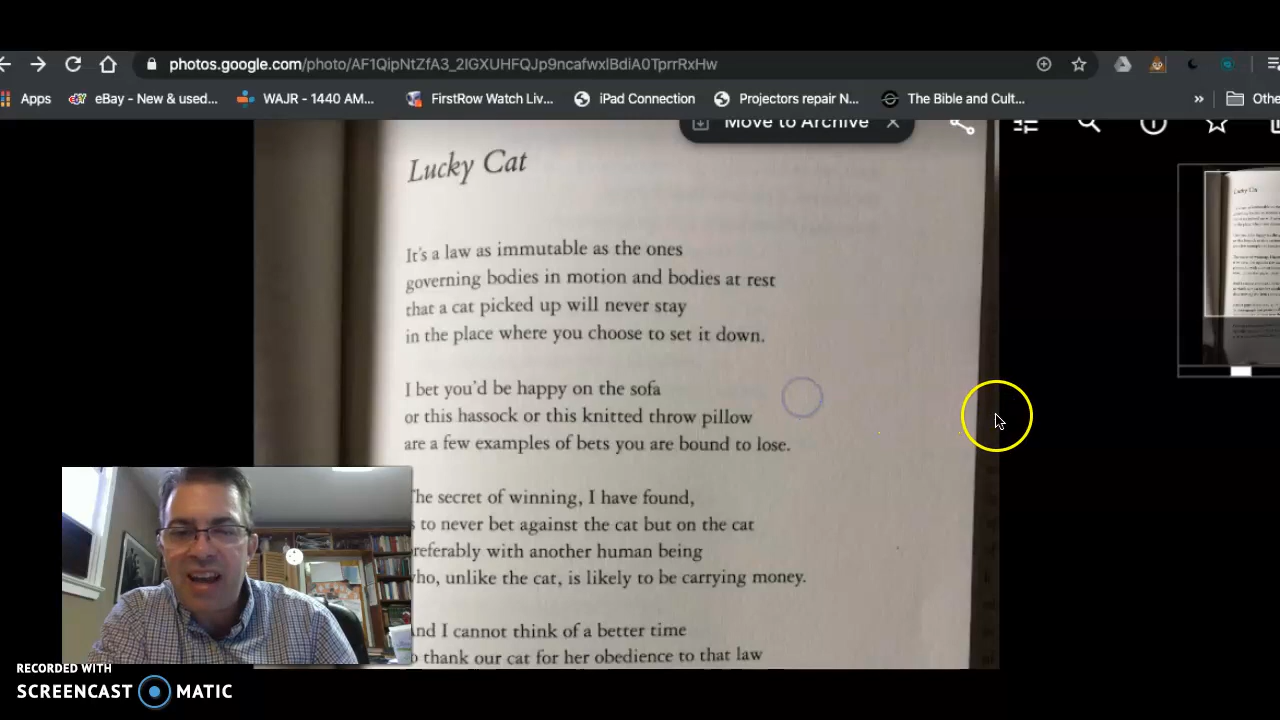 photos.google.com/photo/AF1QipNtZfA3_2IGXUHFQJp9ncafwxlBdiA0TprrRxHw
Apps eBay - New & used... WAJR - 1440 AM... FirstRow Watch Liv... iPad Connection Projectors repair N... The Bible and Cult... » Othe
Move to Archive
Lucky Cat
It's a law as immutable as the ones
governing bodies in motion and bodies at rest
that a cat picked up will never stay
in the place where you choose to set it down.
I bet you'd be happy on the sofa
or this hassock or this knitted throw pillow
are a few examples of bets you are bound to lose.
The secret of winning, I have found,
s to never bet against the cat but on the cat
referably with another human being
who, unlike the cat, is likely to be carrying money.
And I cannot think of a better time
o thank our cat for her obedience to that law
RECORDED WITH
SCREENCAST MATIC